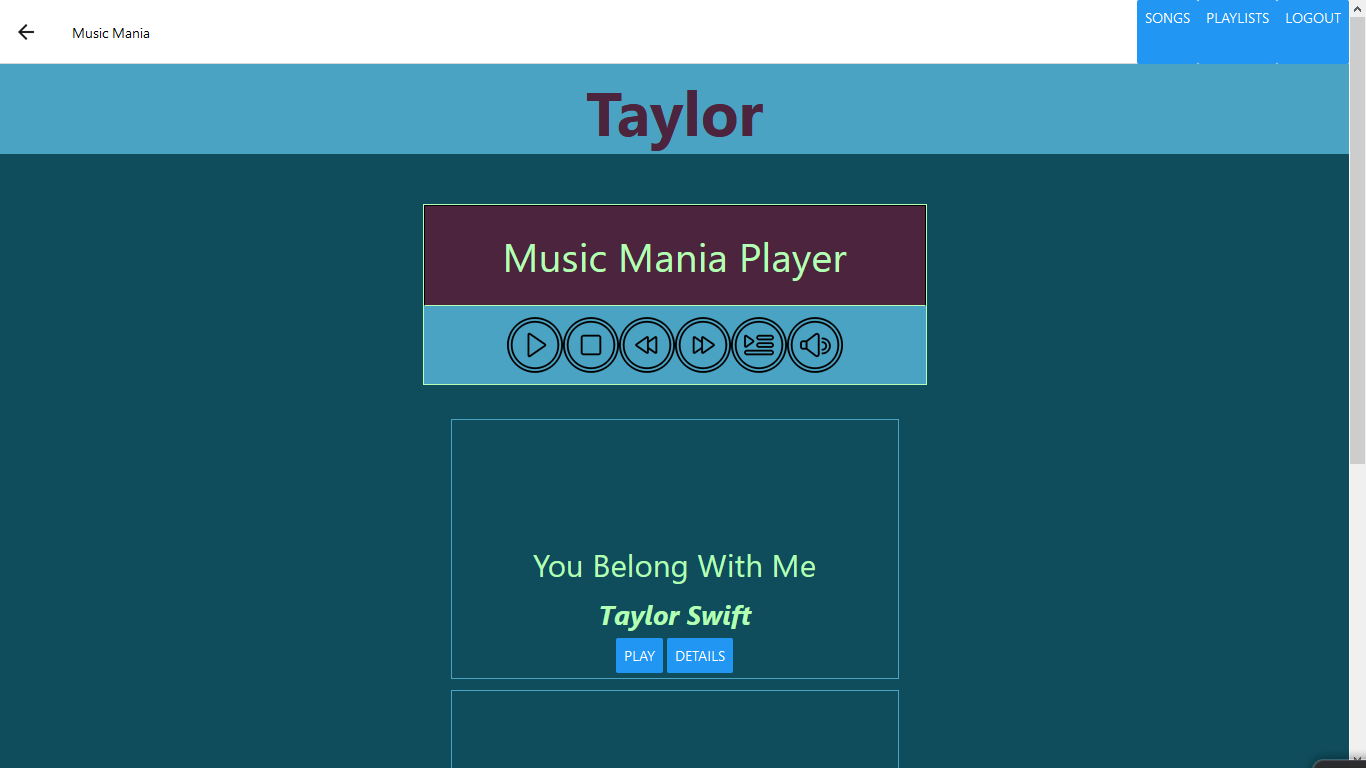 Music Mania
SONGS PLAYLISTS LOGOUT
Taylor
Music Mania Player
You Belong With Me
Taylor Swift
PLAY DETAILS